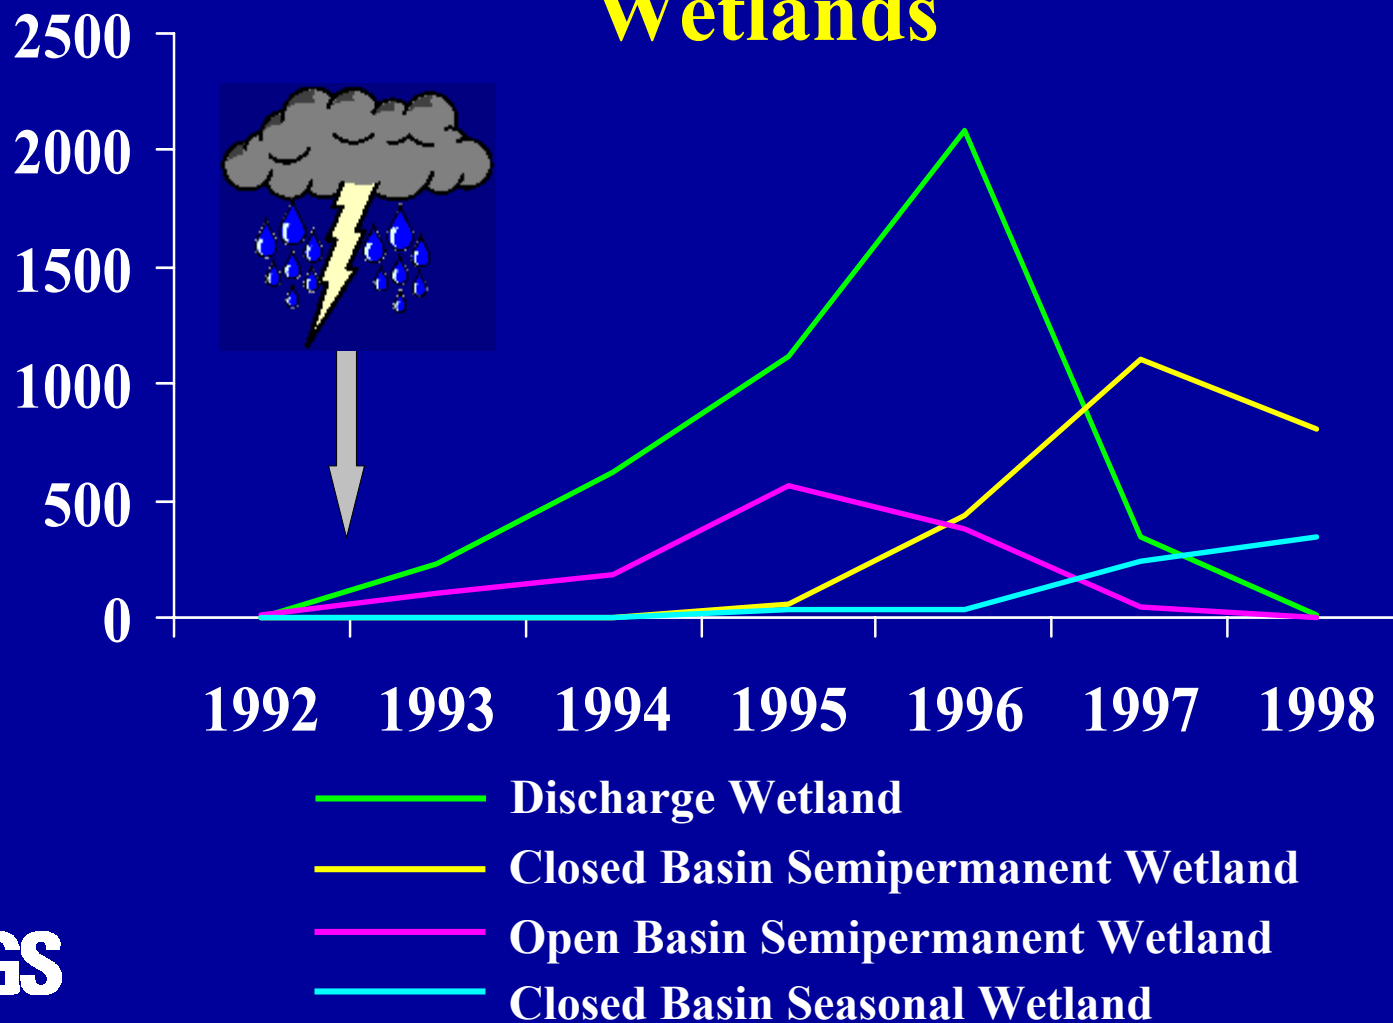 Wetlands
2500
2000
1500
1000
500
0
1992 1993 1994 1995 1996 1997 1998
Discharge Wetland
Closed Basin Semipermanent Wetland
Open Basin Semipermanent Wetland
GS
Closed Basin Seasonal Wetland